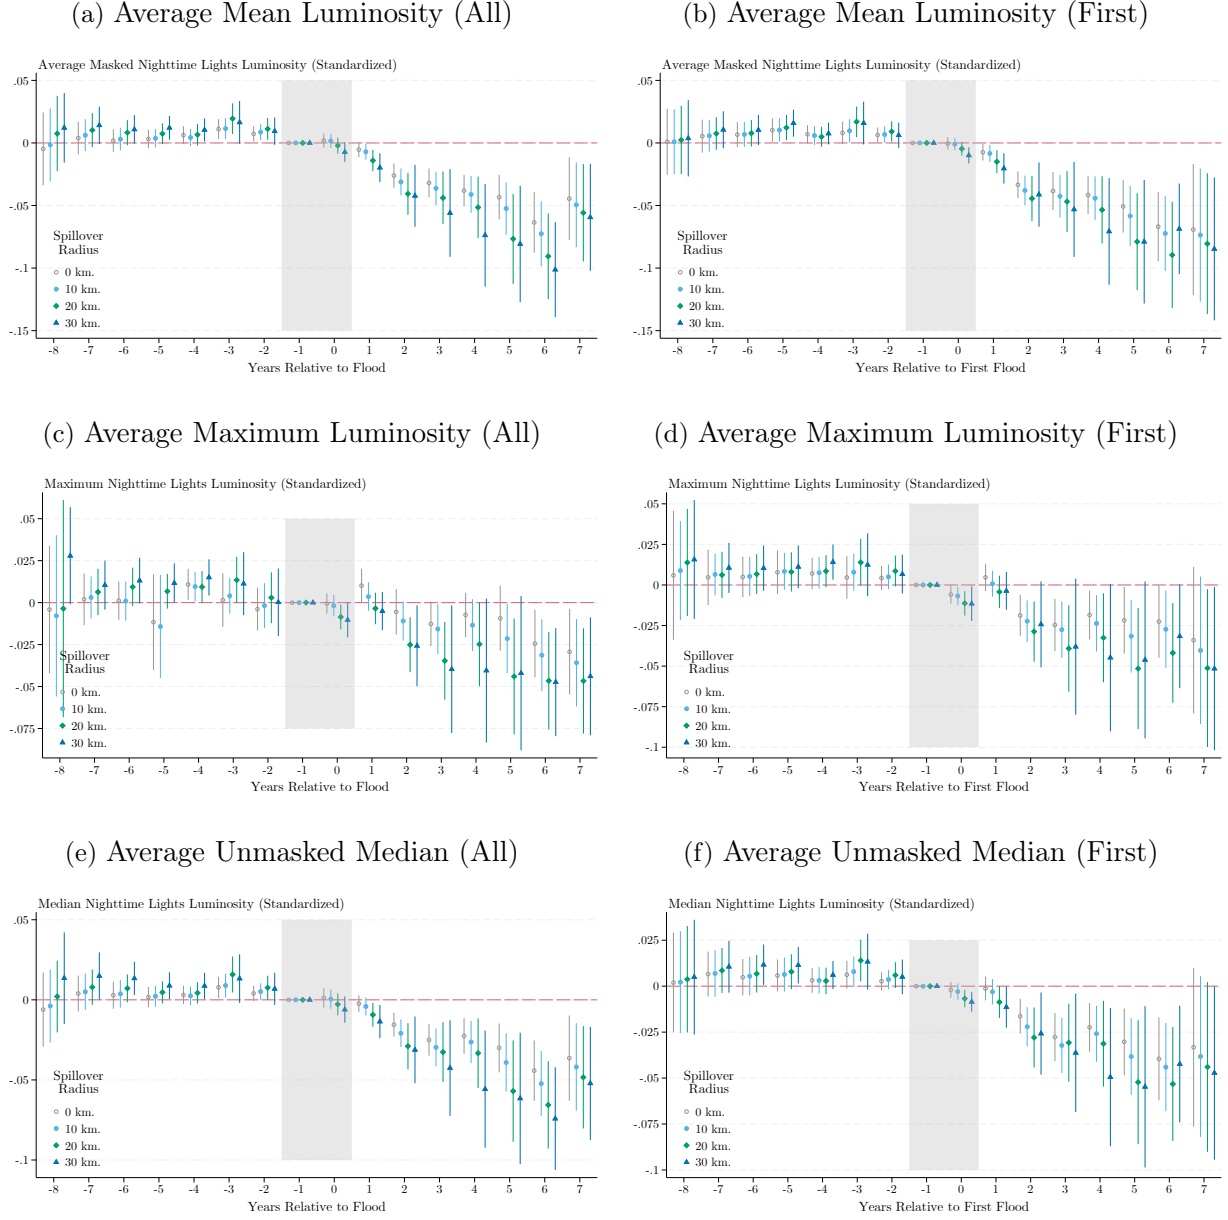 (a) Average Mean Luminosity (All)
Average Masked Nighttime Lights Luminosity (Standardized)
.05
0
-.05
-.1
-.15
Spillover
Radius
0 km.
10 km.
20 km.
30 km.
-8 -7 -6 -5 -4 -3 -2 -1 0 1 2 3 4 5 6 7
Years Relative to Flood
(b) Average Mean Luminosity (First)
Average Masked Nighttime Lights Luminosity (Standardized)
.05
0
-.05
-.1
-.15
Spillover
Radius
0 km.
10 km.
20 km.
30 km.
-8 -7 -6 -5 -4 -3 -2 -1 0 1 2 3 4 5 6 7
Years Relative to First Flood
(c) Average Maximum Luminosity (All)
Maximum Nighttime Lights Luminosity (Standardized)
.05
.025
0
-.025
-.05
-.075
Spillover
Radius
0 km.
10 km.
20 km.
30 km.
-8 -7 -6 -5 -4 -3 -2 -1 0 1 2 3 4 5 6 7
Years Relative to Flood
(d) Average Maximum Luminosity (First)
Maximum Nighttime Lights Luminosity (Standardized)
.05
.025
0
-.025
-.05
-.075
-.1
Spillover
Radius
0 km.
10 km.
20 km.
30 km.
-8 -7 -6 -5 -4 -3 -2 -1 0 1 2 3 4 5 6 7
Years Relative to First Flood
(e) Average Unmasked Median (All)
Median Nighttime Lights Luminosity (Standardized)
.05
0
-.05
-.1
Spillover
Radius
0 km.
10 km.
20 km.
30 km.
-8 -7 -6 -5 -4 -3 -2 -1 0 1 2 3 4 5 6 7
Years Relative to Flood
(f) Average Unmasked Median (First)
Median Nighttime Lights Luminosity (Standardized)
.025
0
-.025
-.05
-.075
-.1
Spillover
Radius
0 km.
10 km.
20 km.
30 km.
-8 -7 -6 -5 -4 -3 -2 -1 0 1 2 3 4 5 6 7
Years Relative to First Flood